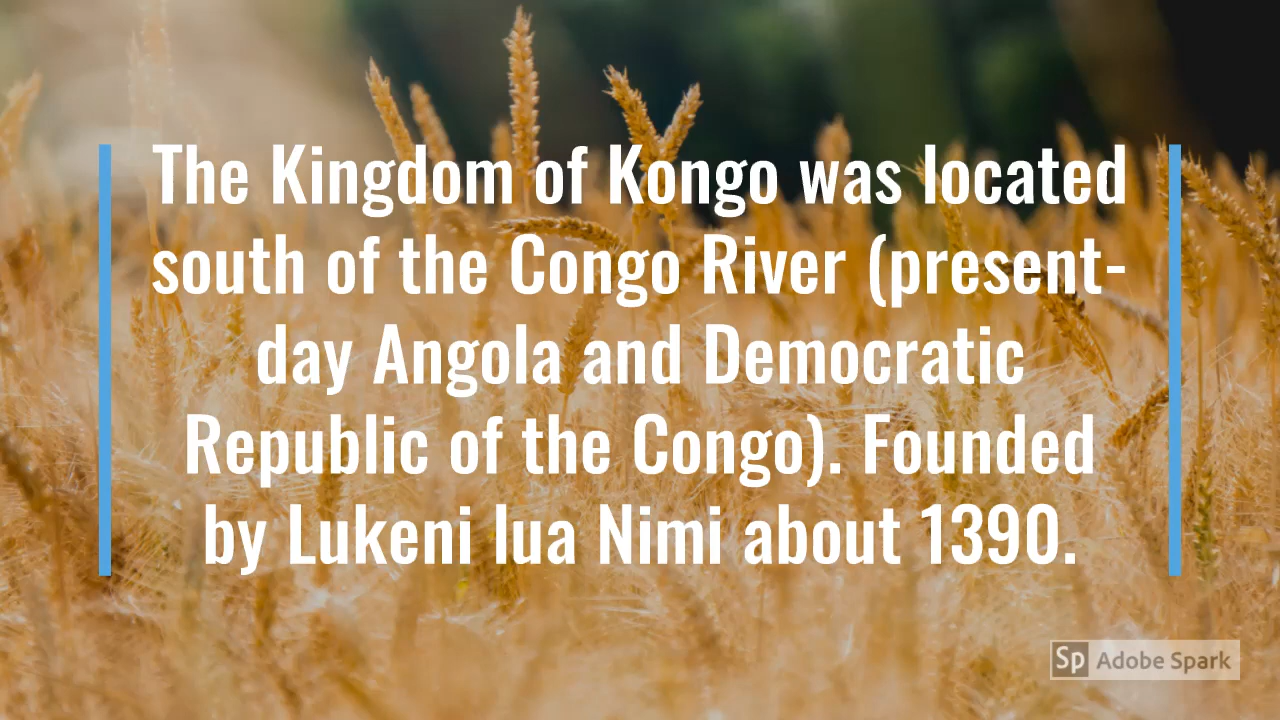 The Kingdom of Kongo was located
south of the Congo River (present-
day Angola and Democratic
Republic of the Congo). Founded
by Lukeni lua Nimi about 1390.
Sp Adobe Spark